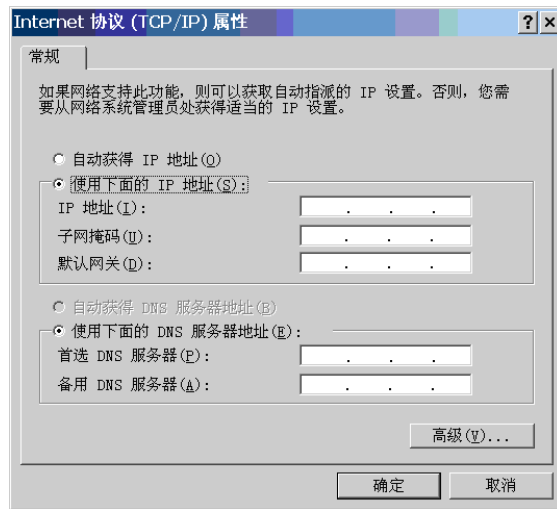 Internet 协议 (TCP/IP) 属性
常规
如果网络支持此功能，则可以获取自动指派的 IP 设置。否则，您需
要从网络系统管理员处获得适当的 IP 设置。
自动获得 IP 地址(O)
使用下面的 IP 地址(S):
IP 地址(I):
子网掩码(U):
默认网关(D):
自动获得 DNS 服务器地址(B)
使用下面的 DNS 服务器地址(E):
首选 DNS 服务器(P):
备用 DNS 服务器(A):
高级(V)...
确定
取消